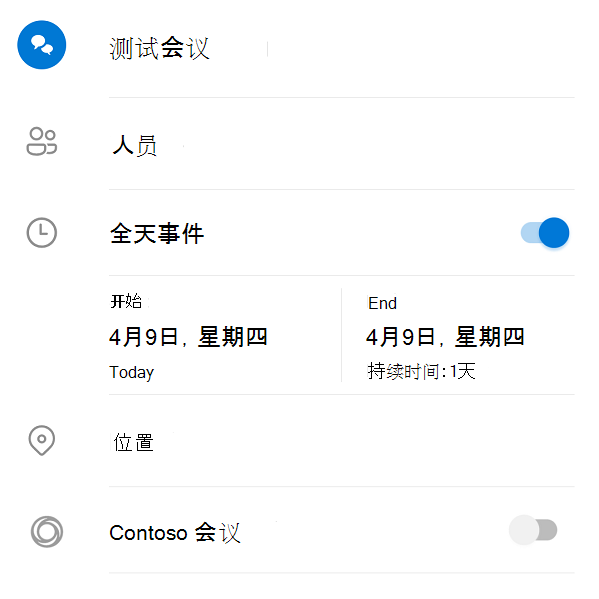 测试会议
人员
全天事件
开始
4月9日, 星期四
Today
End
4月9日, 星期四
持续时间:1天
位置
Contoso 会议